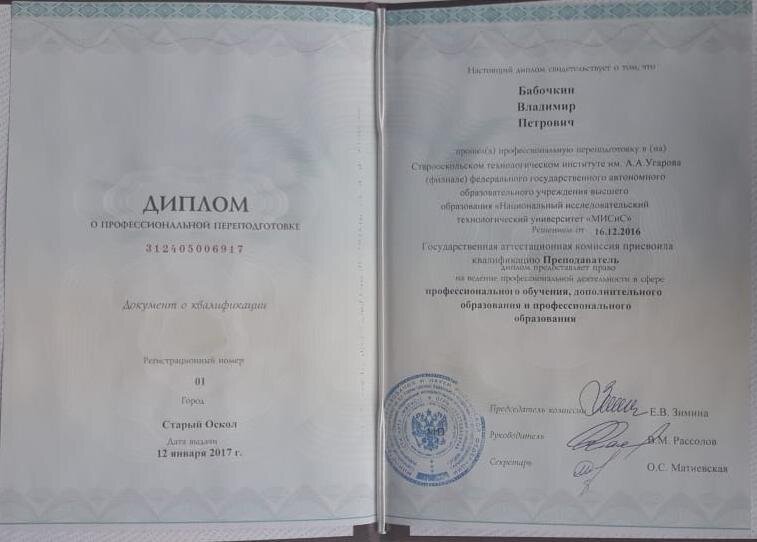 ДИПЛОМ
О ПРОФЕССИОНАЛЬНОЙ ПЕРЕПОДГОТОВКЕ
312405006917
Документ о квалификации
Регистрационный номер
01
Город
Старый Оскол
Дата выдачи
12 января 2017 г.
Настоящий диплом свидетельствует о том, что
Бабочкин
Владимир
Петрович
прошел(а) профессиональную переподготовку в (на)
Старооскольском технологическом институте им. А.А.Угарова
(филиале) федерального государственного автономного
образовательного учреждения высшего
образования «Национальный исследовательский
технологический университет «МИСиС»
Решением от 16.12.2016
Государственная аттестационная комиссия присвоила
квалификацию Преподаватель
диплом предоставляет право
на ведение профессиональной деятельности в сфере
профессионального обучения, дополнительного
образования и профессионального
образования
Председатель комиссии Е.В. Зимина
Руководитель В.М. Рассолов
Секретарь О.С. Матиевская